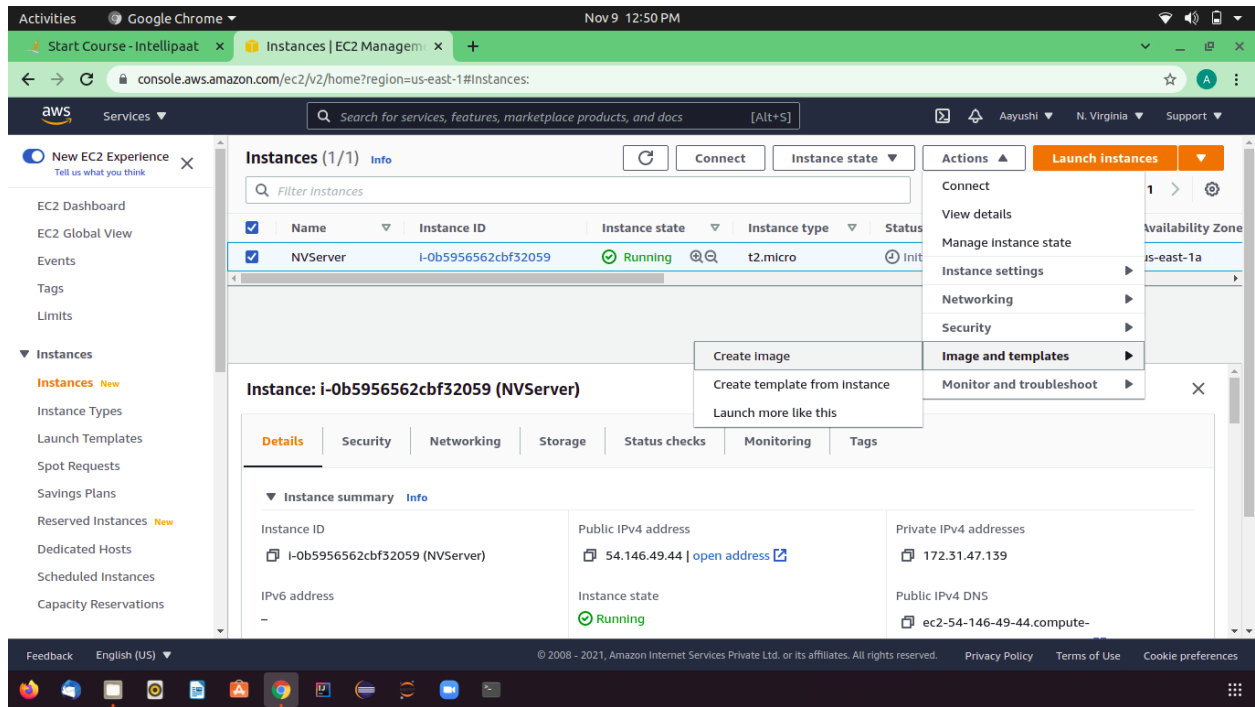 Activities Google Chrome Nov 9 12:50 PM
Start Course - Intellipaat Instances | EC2 Managem
console.aws.amazon.com/ec2/v2/home?region=us-east-1#Instances:
aws Services Search for services, features, marketplace products, and docs [Alt+S] Aayushi N. Virginia Support
New EC2 Experience
Tell us what you think
EC2 Dashboard
EC2 Global View
Events
Tags
Limits
Instances
Instances New
Instance Types
Launch Templates
Spot Requests
Savings Plans
Reserved Instances New
Dedicated Hosts
Scheduled Instances
Capacity Reservations
Instances (1/1) Info Connect Instance state Actions Launch instances
Filter instances 1
Name Instance ID Instance state Instance type Status Availability Zone
NVServer i-0b5956562cbf32059 Running t2.micro Init us-east-1a
Connect
View details
Manage instance state
Instance settings
Networking
Security
Image and templates
Monitor and troubleshoot
Create image
Create template from instance
Launch more like this
Instance: i-0b5956562cbf32059 (NVServer)
Details Security Networking Storage Status checks Monitoring Tags
Instance summary Info
Instance ID
i-0b5956562cbf32059 (NVServer)
Public IPv4 address
54.146.49.44 | open address
Private IPv4 addresses
172.31.47.139
IPv6 address
–
Instance state
Running
Public IPv4 DNS
ec2-54-146-49-44.compute-
Feedback English (US) © 2008 - 2021, Amazon Internet Services Private Ltd. or its affiliates. All rights reserved. Privacy Policy Terms of Use Cookie preferences